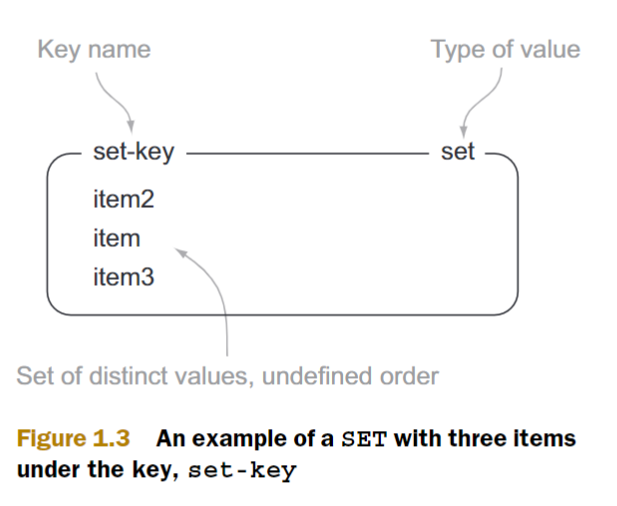 Key name
Type of value
set-key
set
item2
item
item3
Set of distinct values, undefined order
Figure 1.3 An example of a SET with three items
under the key, set-key